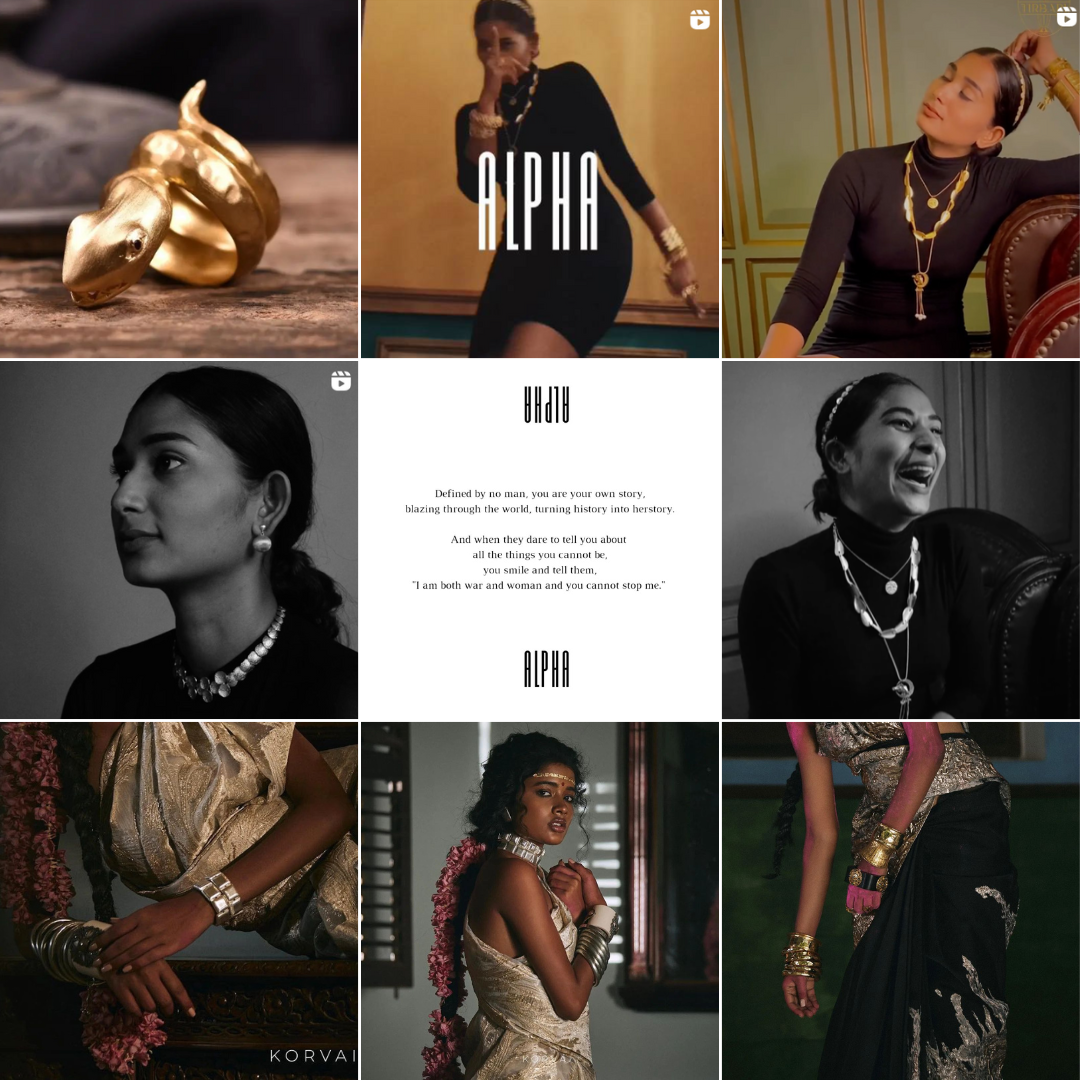 ALPHA
ALPHA
Defined by no man, you are your own story,
blazing through the world, turning history into herstory.
And when they dare to tell you about
all the things you cannot be,
you smile and tell them,
"I am both war and woman and you cannot stop me."
ALPHA
KORVAI
KORVAI